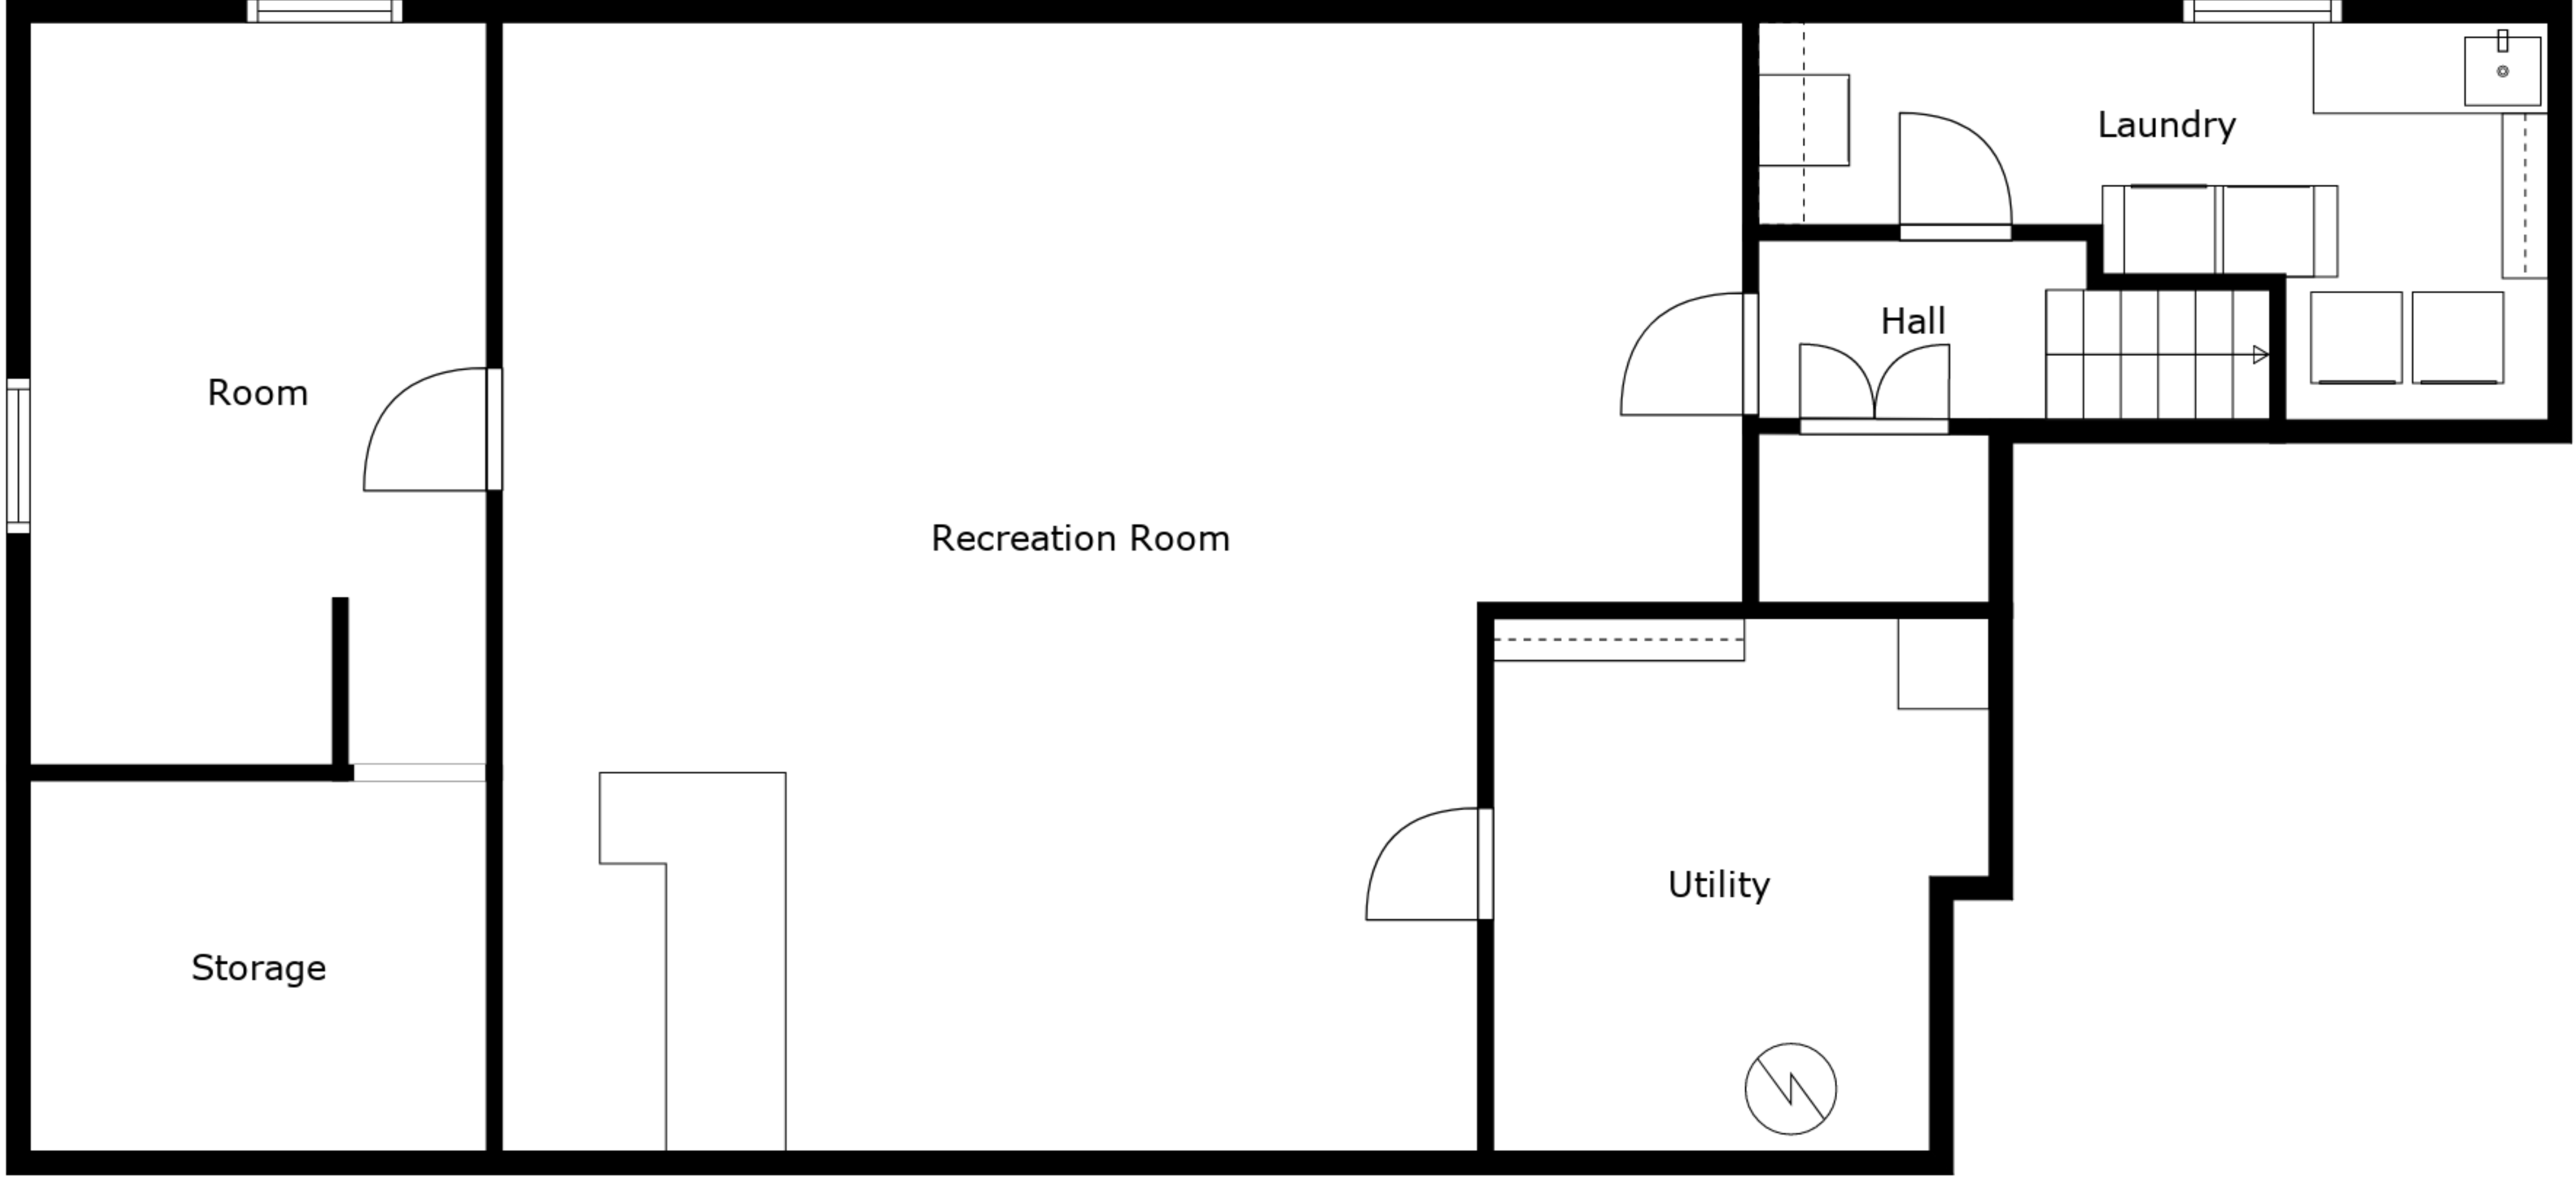 Laundry
Hall
Room
Recreation Room
Utility
Storage